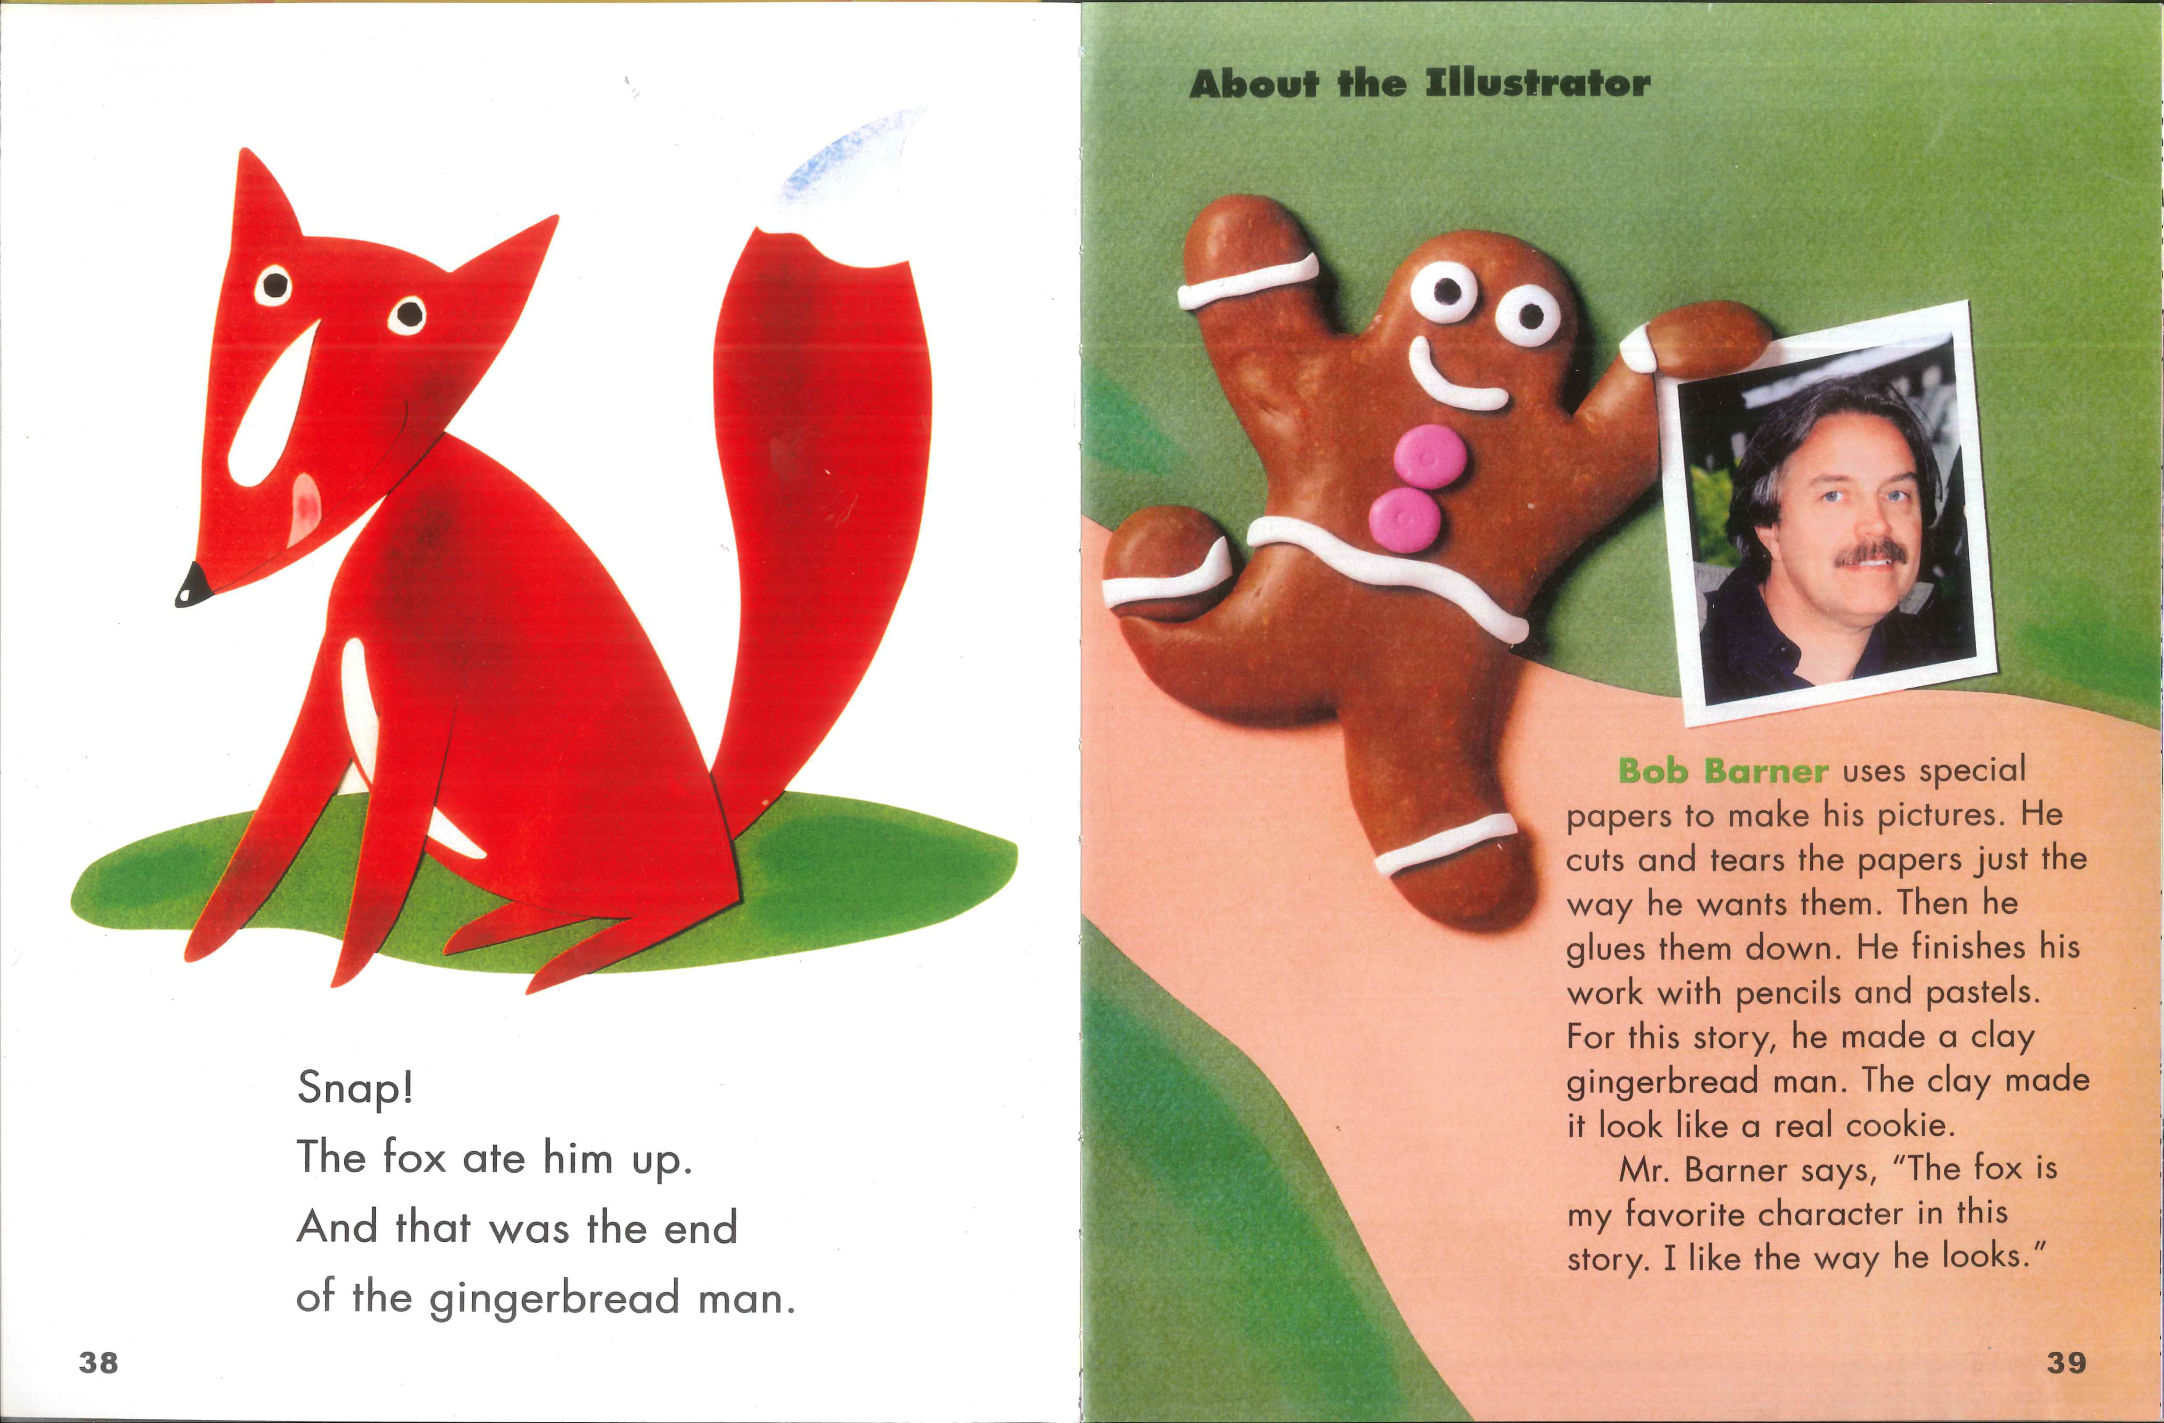 Snap!
The fox ate him up.
And that was the end
of the gingerbread man.
38
About the Illustrator
Bob Barner uses special
papers to make his pictures. He
cuts and tears the papers just the
way he wants them. Then he
glues them down. He finishes his
work with pencils and pastels.
For this story, he made a clay
gingerbread man. The clay made
it look like a real cookie.
Mr. Barner says, “The fox is
my favorite character in this
story. I like the way he looks.”
39